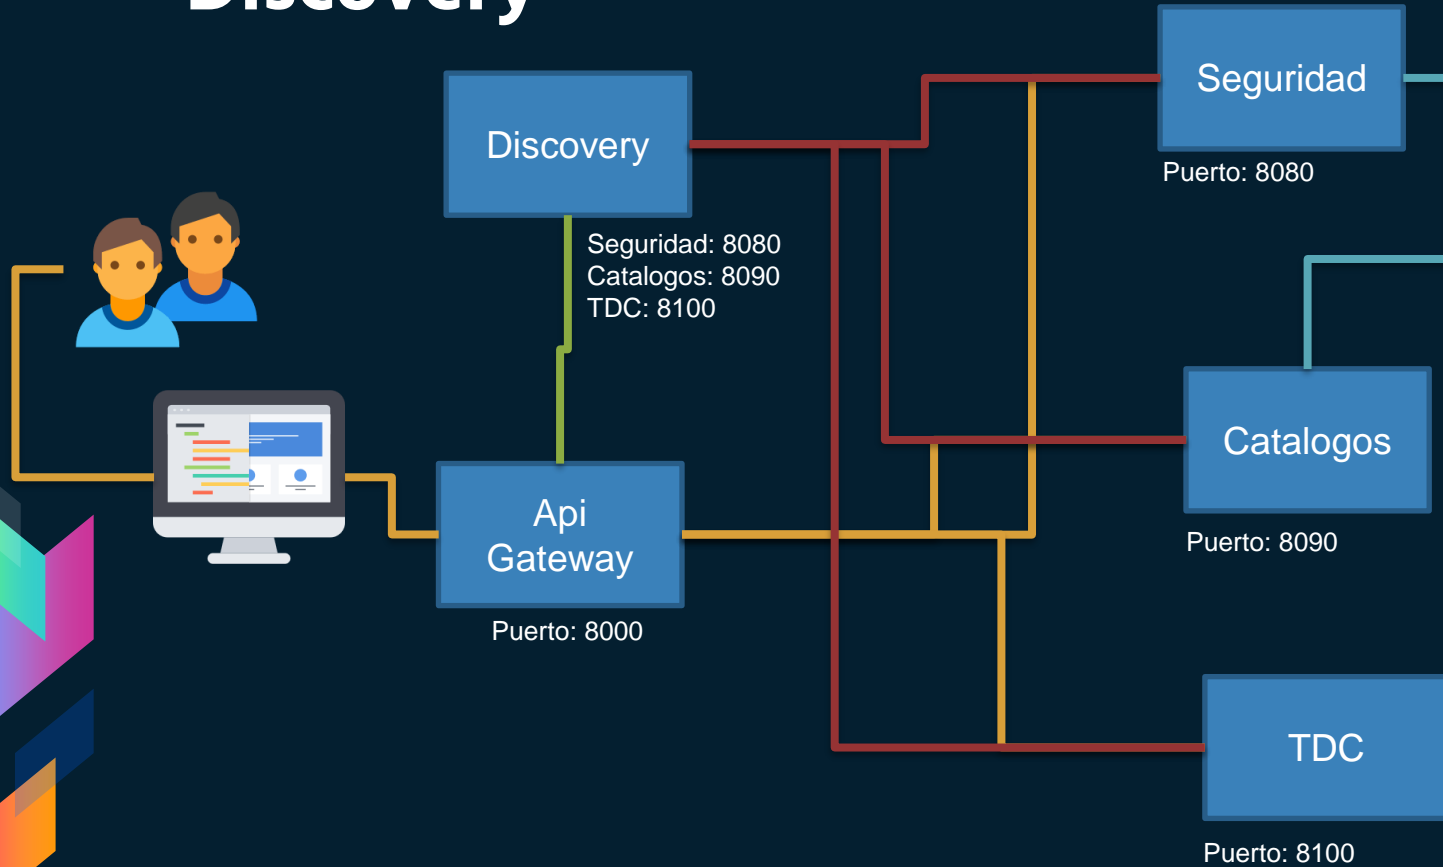 Discovery
Seguridad
Puerto: 8080
Discovery
Seguridad: 8080
Catalogos: 8090
TDC: 8100
Catalogos
Puerto: 8090
Api
Gateway
Puerto: 8000
TDC
Puerto: 8100